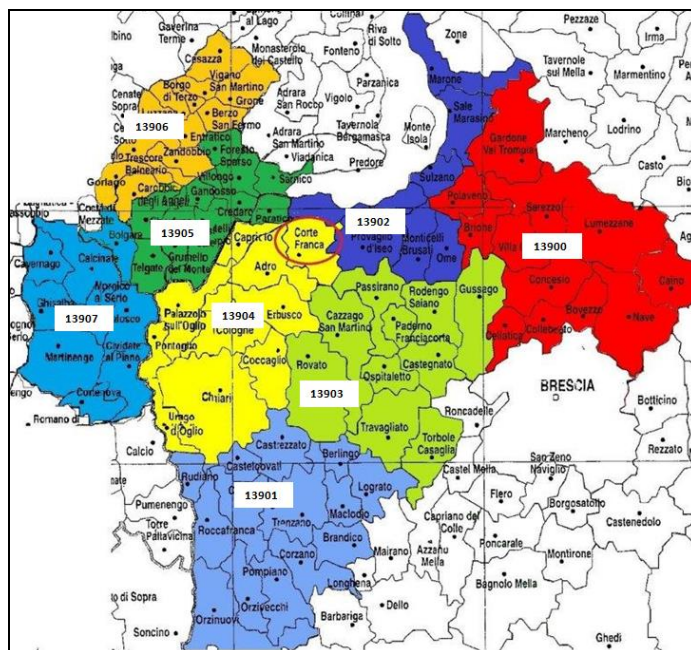 Gaverina
Terme
Monasterolo
del Castello
Fonteno
Riva
di Solto
Zone
Pezzaze
Irma
Cesazza
Vigano
San Martino
Borgo
di Terzo
Grone
Adrara
San Rocco
Parzanica
Vigolo
Marone
Tavernole
sul Mella
Marmentino
Cenate
Sopra
Berzo
San Fermo
Sale
Marasino
13906
Entratico
Adrara
San Martino
Tavernola
Bergamasca
Monte
Isola
Gardone
Val Trompia
Marcheno
Lodrino
Zandobbio
Foresto
Sparso
Viadanica
Predore
Casto
Trescore
Balneario
Villongo
Sarnico
Sulzano
Gorlago
Carobbio
degli Angeli
Gandosso
Credaro
Paratico
Polaveno
Sarezzo
Lumezzane
13905
Bolgare
Capriolo
Corte
Franca
13902
Provaglio
d'Iseo
Monticelli
Brusati
Ome
Brione
Villa
13900
Cavernago
Calcinate
Telgate
Grumello
del Monte
Adro
Concesio
Caino
Passirano
Rodengo
Saiano
Gussago
Bovezzo
Nave
13907
Palazzolo
sull'Oglio
13904
Cologne
Erbusco
Cazzago
San Martino
Paderno
Franciacorta
Cellatica
Collebeato
Martinengo
Pontoglio
Coccaglio
Rovato
Castegnato
Cortenuova
Chiari
13903
Ospitaletto
BRESCIA
Romano di
Urago
d'Oglio
Travagliato
Roncadelle
Botticino
Calcio
Castrezzato
Torbole
Casaglia
Rezzato
Rudiano
Berlingo
Castel Mella
San Zeno
Naviglio
13901
Lograto
Flero
Borgosatollo
Pumenengo
Roccafranca
Trenzano
Maclodio
Capriano
del Colle
Castenedolo
Torre
Pallavicina
Brandico
Mairano
Azzano
Mella
Poncarale
Montirone
Corzano
Pompiano
Longhena
Bagnolo Mella
di Sopra
Orzinuovi
Orzivecchi
Dello
Barbariga
Soncino
Ghedi